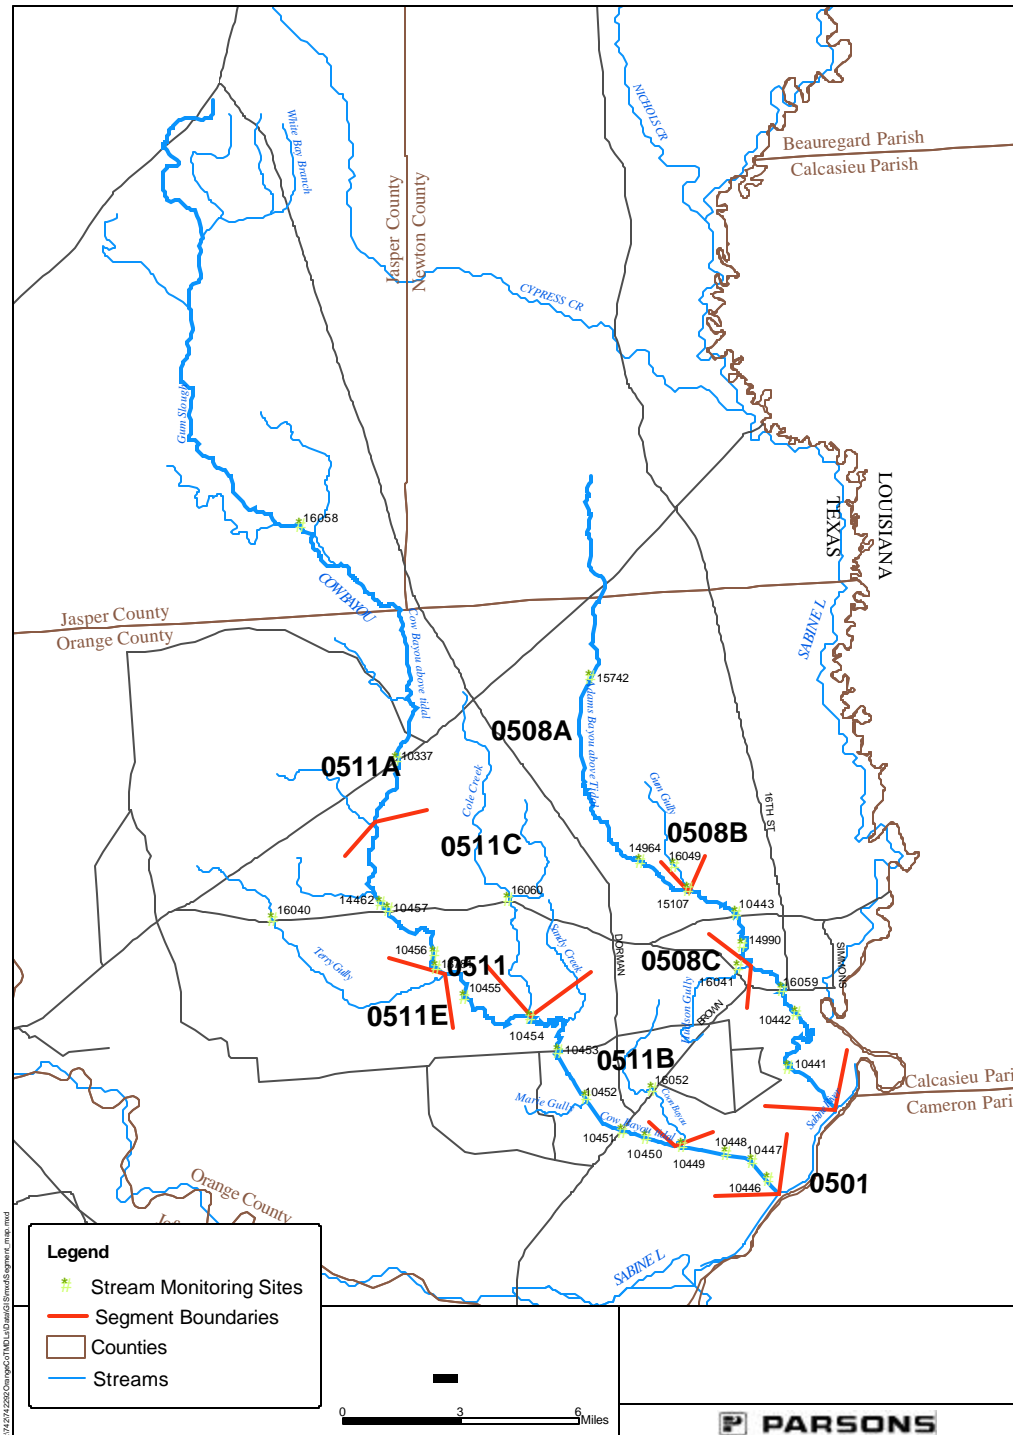 NICHOLS CR
White Bay Branch
Beauregard Parish
Calcasieu Parish
Jasper County
Newton County
CYPRESS CR
Gum Slough
LOUISIANA
TEXAS
16058
COW BAYOU
Jasper County
Orange County
Cow Bayou above tidal
SABINE L
15742
Adams Bayou above Tidal
0508A
0511A
10337
Cole Creek
Gum Gully
16TH ST
0511C
0508B
14964
16049
16060
14462
10457
15107
10443
16040
Sandy Creek
DORMAN
14990
SIMMONS
Terry Gully
10456
0511
0508C
16041
16059
10455
Hudson Gully
BROWN
10442
0511E
10454
10453
0511B
10441
16052
Calcasieu Pari
Cameron Pari
10452
Marie Gully
Coon Bayou
Cow Bayou tidal
10451
10450
10449
10448
10447
10446
0501
Orange County
SABINE L
Legend
Stream Monitoring Sites
Segment Boundaries
Counties
Streams
0 3 6
Miles
PARSONS